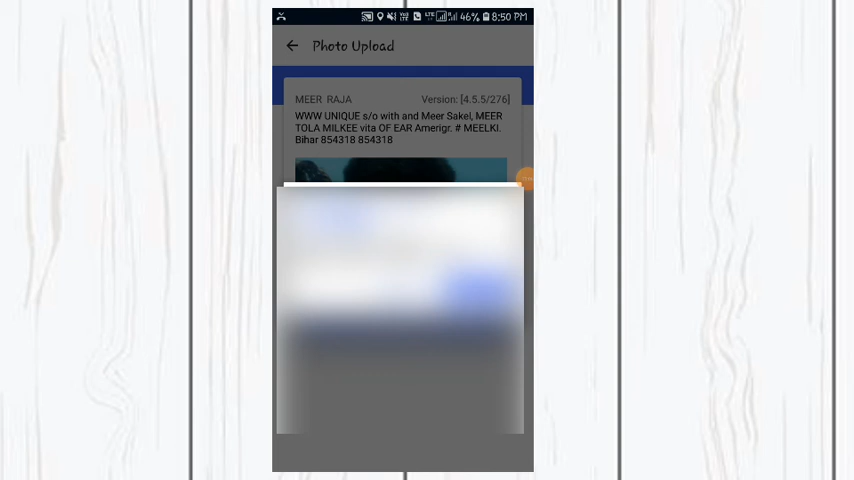 46% 8:50 PM
Photo Upload
MEER RAJA Version: [4.5.5/276]
WWW UNIQUE s/o with and Meer Sakel, MEER
TOLA MILKEE vita OF EAR Amerigr. # MEELKI.
Bihar 854318 854318